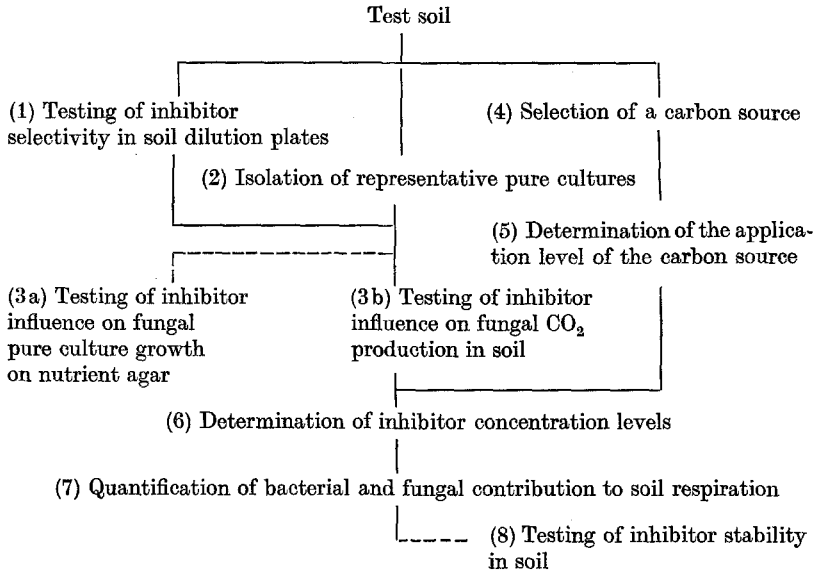 Test soil
(1) Testing of inhibitor
selectivity in soil dilution plates
(4) Selection of a carbon source
(2) Isolation of representative pure cultures
(5) Determination of the applica-
tion level of the carbon source
(3a) Testing of inhibitor
influence on fungal
pure culture growth
on nutrient agar
(3b) Testing of inhibitor
influence on fungal CO₂
production in soil
(6) Determination of inhibitor concentration levels
(7) Quantification of bacterial and fungal contribution to soil respiration
(8) Testing of inhibitor stability
in soil